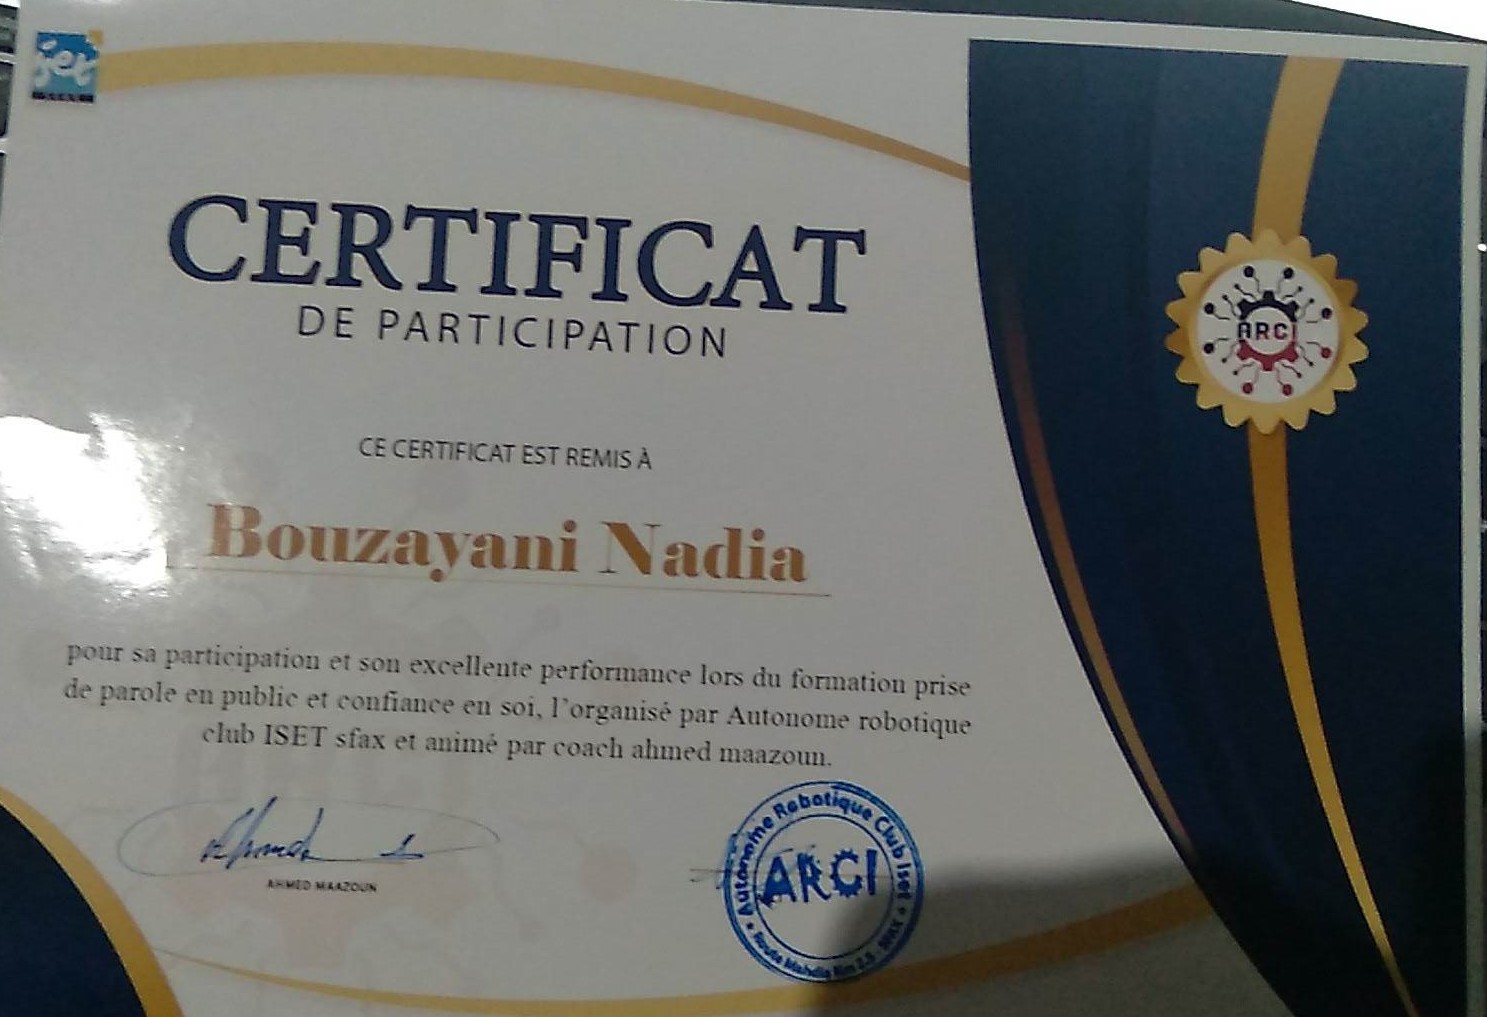 iset
CERTIFICAT
DE PARTICIPATION
ARCI
CE CERTIFICAT EST REMIS À
Bouzayani Nadia
pour sa participation et son excellente performance lors du formation prise
de parole en public et confiance en soi, l'organisé par Autonome robotique
club ISET sfax et animé par coach ahmed maazoun.
AHMED MAAZOUN
Autonome Robotique Club Iset
ARCI
Route Mahdia Km 2.5 - SFAX